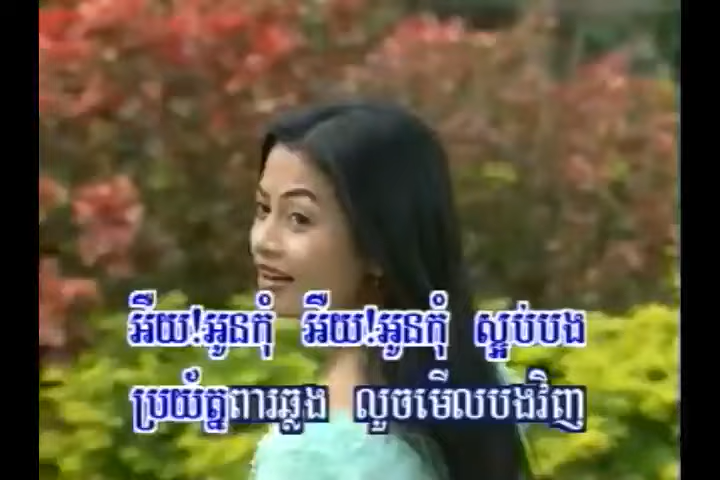 អឺយ!អូនកុំ អឺយ!អូនកុំ ស្អប់បង
ប្រយ័ត្នពារឆ្លង លួចមើលបងវិញ